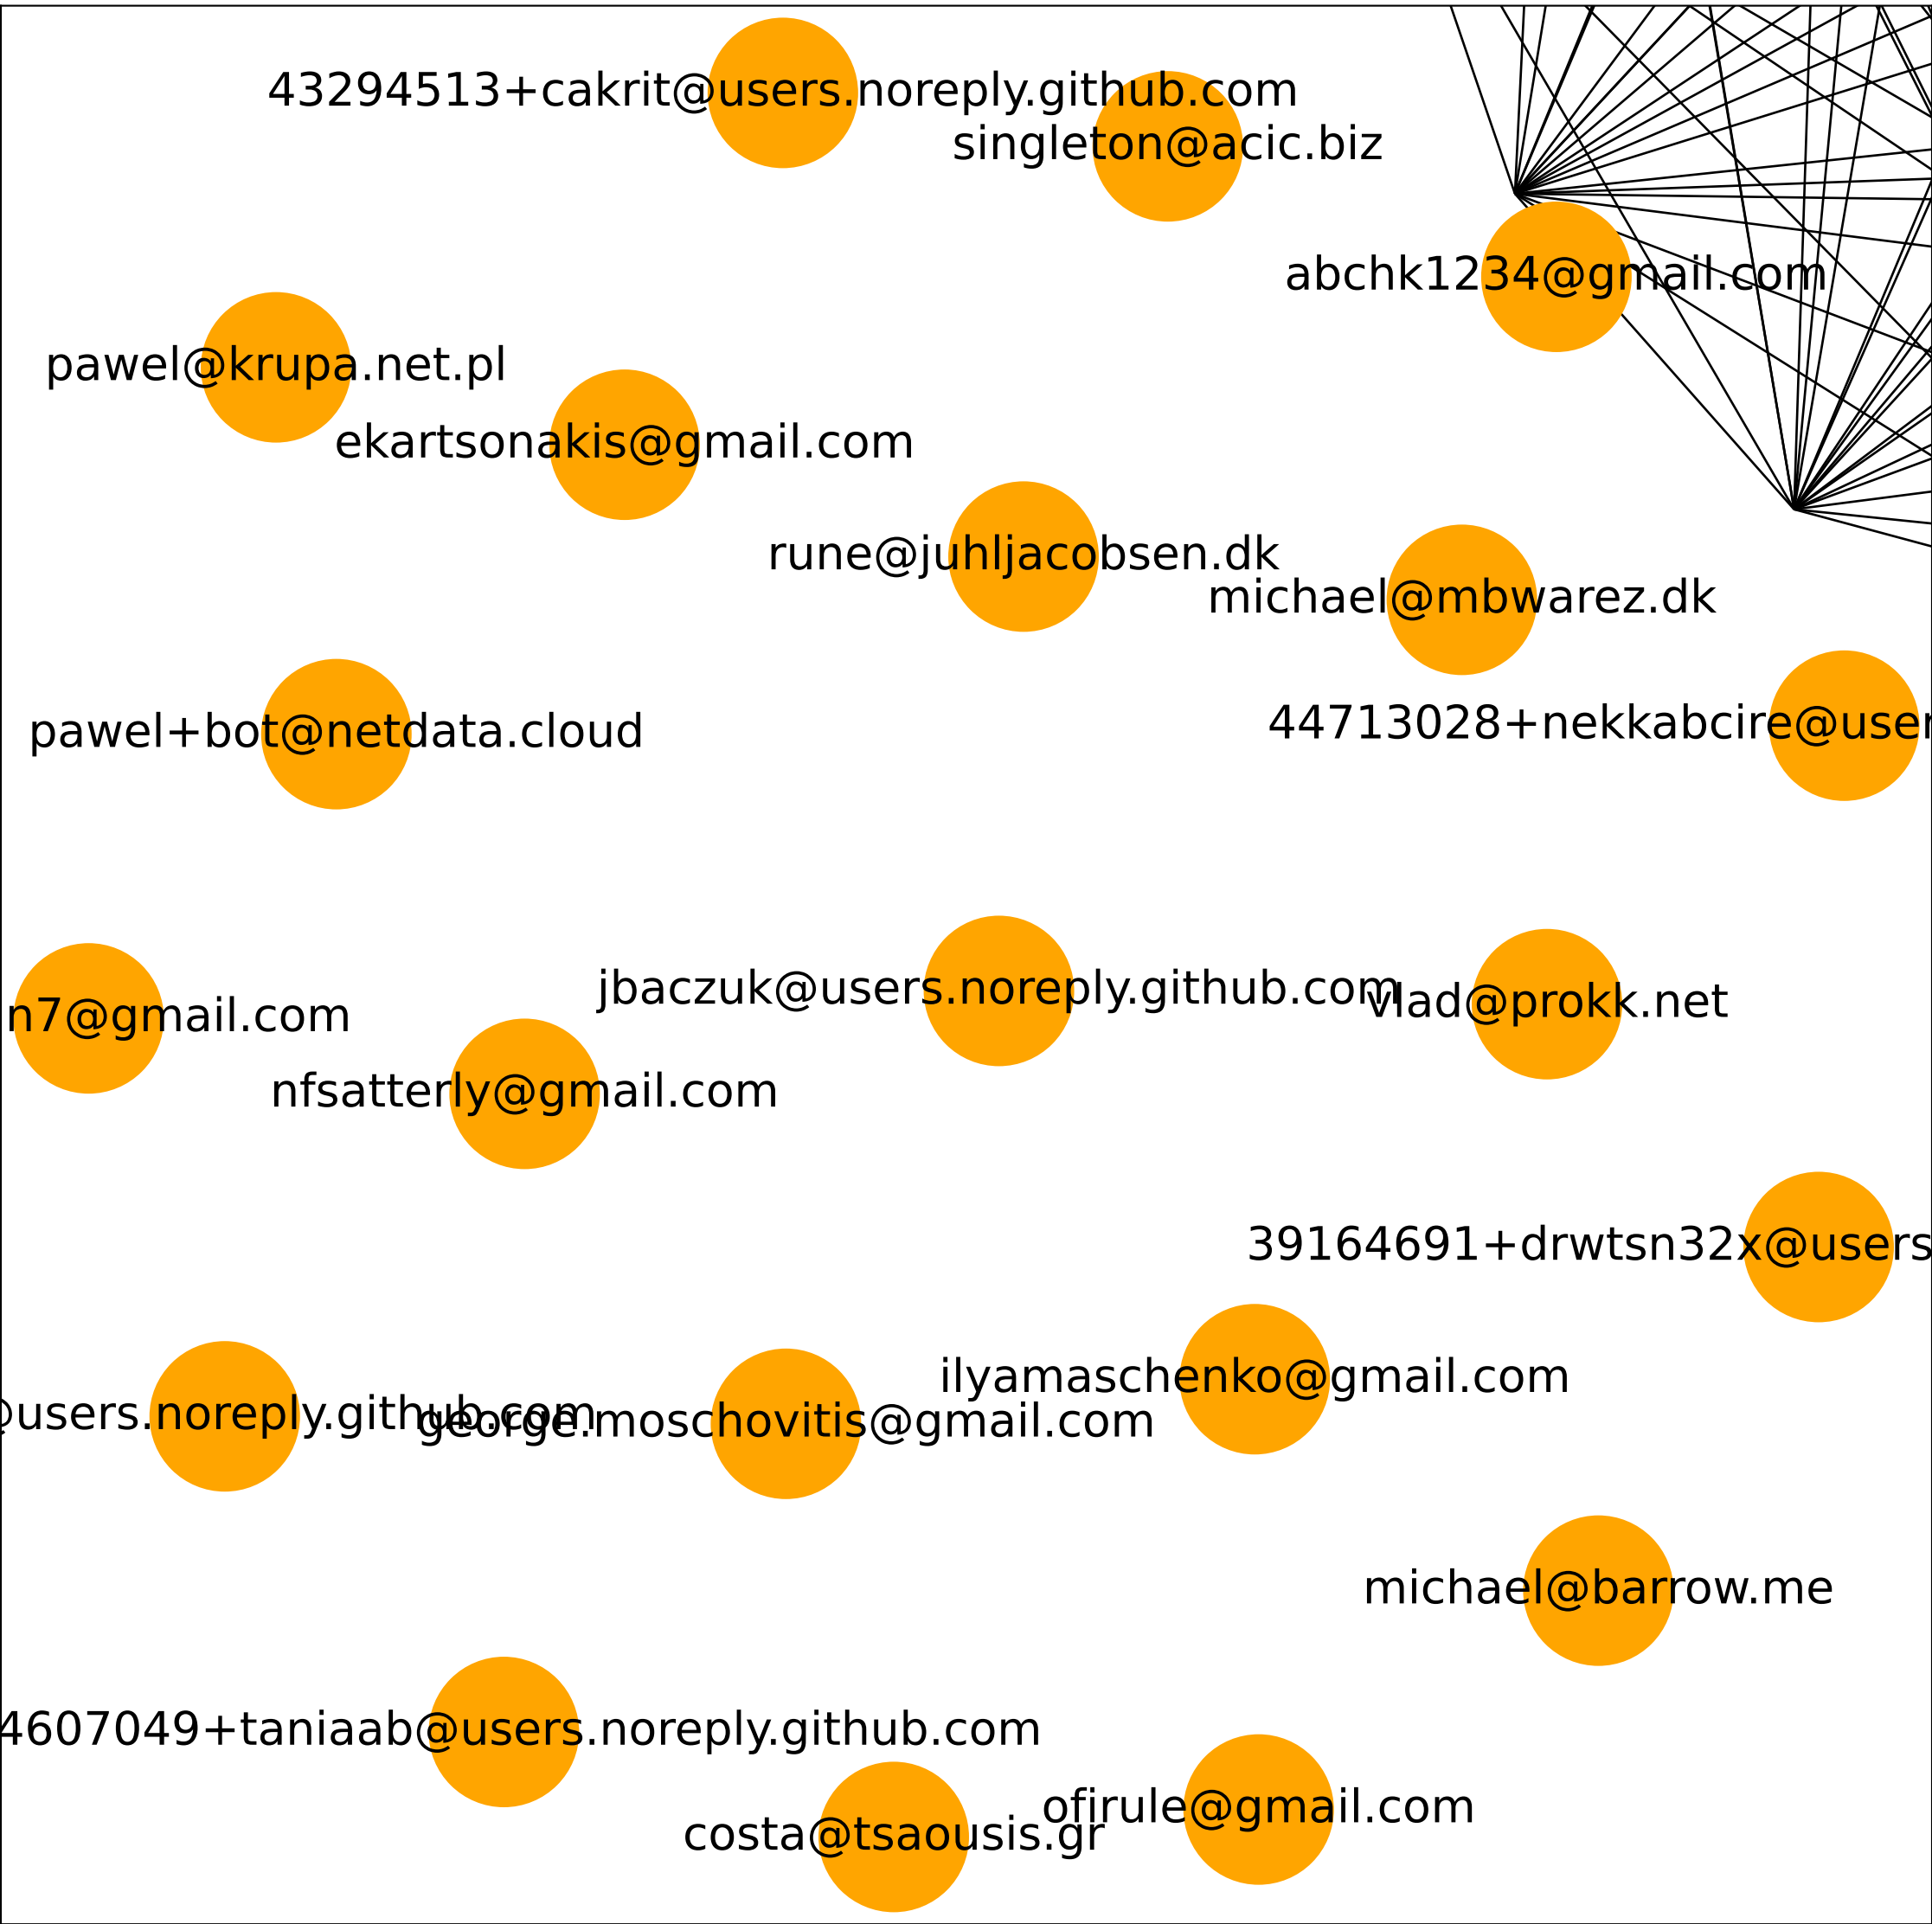 43294513+cakrit@users.noreply.github.com
singleton@acic.biz
abchk1234@gmail.com
pawel@krupa.net.pl
ekartsonakis@gmail.com
rune@juhljacobsen.dk
michael@mbwarez.dk
44713028+nekkabcire@user
pawel+bot@netdata.cloud
jbaczuk@users.noreply.github.com
vlad@prokk.net
n7@gmail.com
nfsatterly@gmail.com
39164691+drwtsn32x@users
ilyamaschenko@gmail.com
@users.noreply.github.com
george.moschovitis@gmail.com
michael@barrow.me
4607049+taniaab@users.noreply.github.com
ofirule@gmail.com
costa@tsaousis.gr